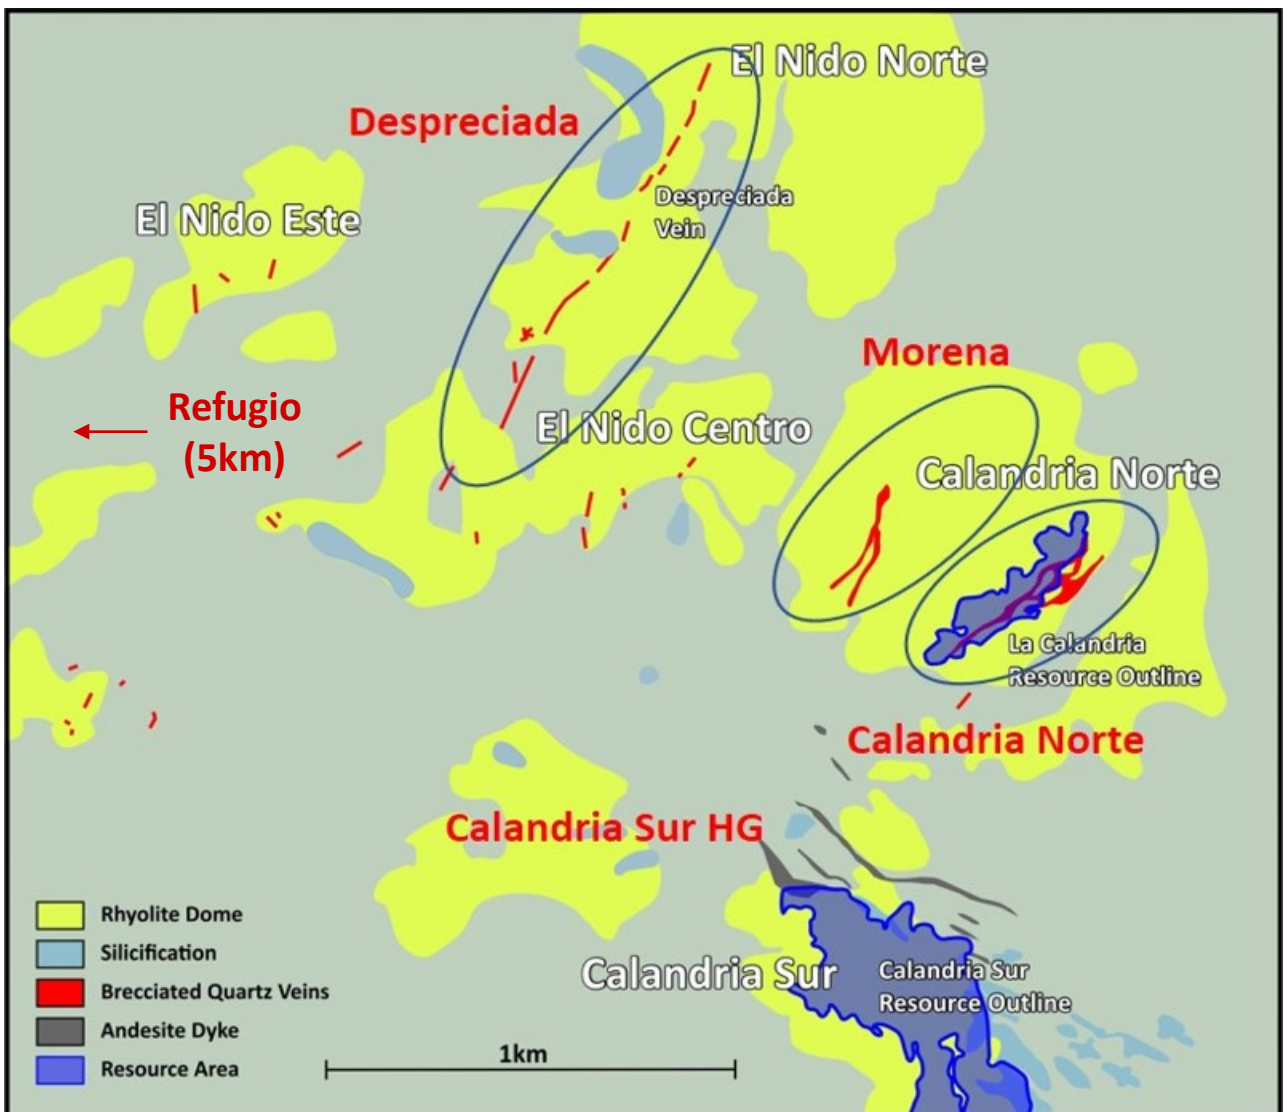 El Nido Norte
Despreciada
Despreciada
Vein
El Nido Este
Morena
Refugio
(5km)
El Nido Centro
Calandria Norte
La Calandria
Resource Outline
Calandria Norte
Calandria Sur HG
Calandria Sur
Calandria Sur
Resource Outline
Rhyolite Dome
Silicification
Brecciated Quartz Veins
Andesite Dyke
Resource Area
1km